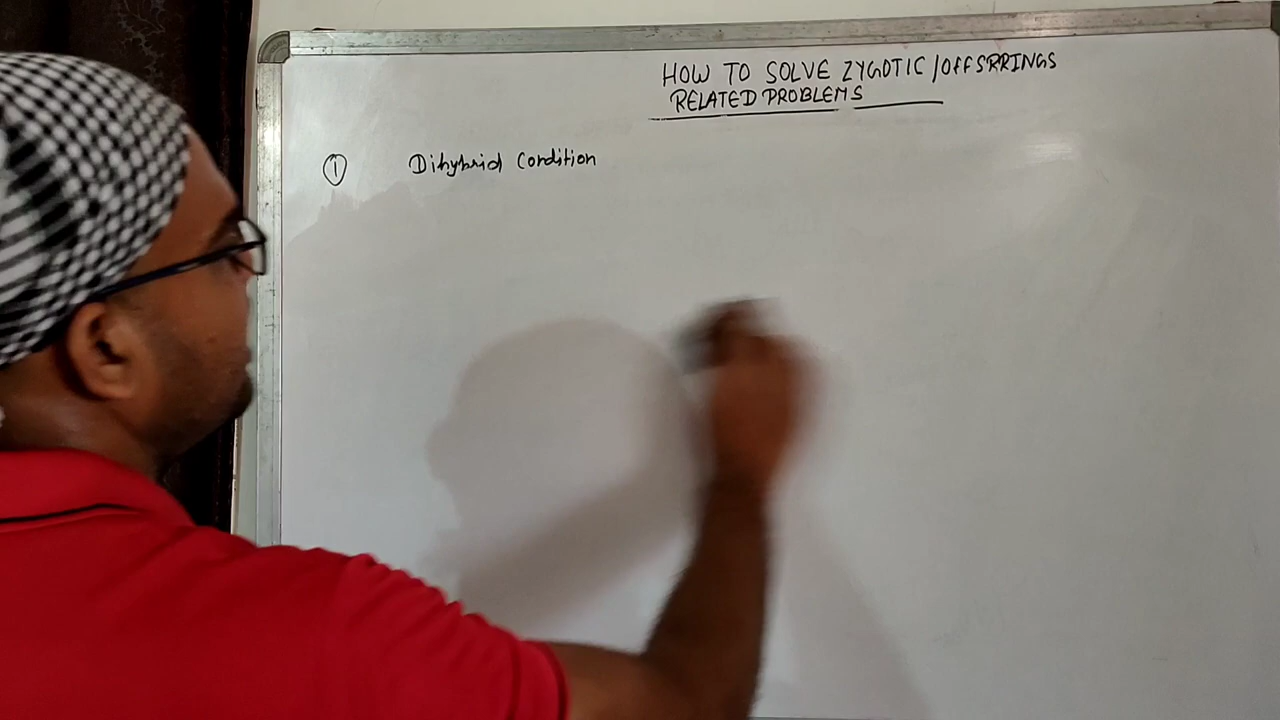 HOW TO SOLVE ZYGOTIC/OFFSRRINGS
RELATED PROBLEMS
① Dihybrid Condition